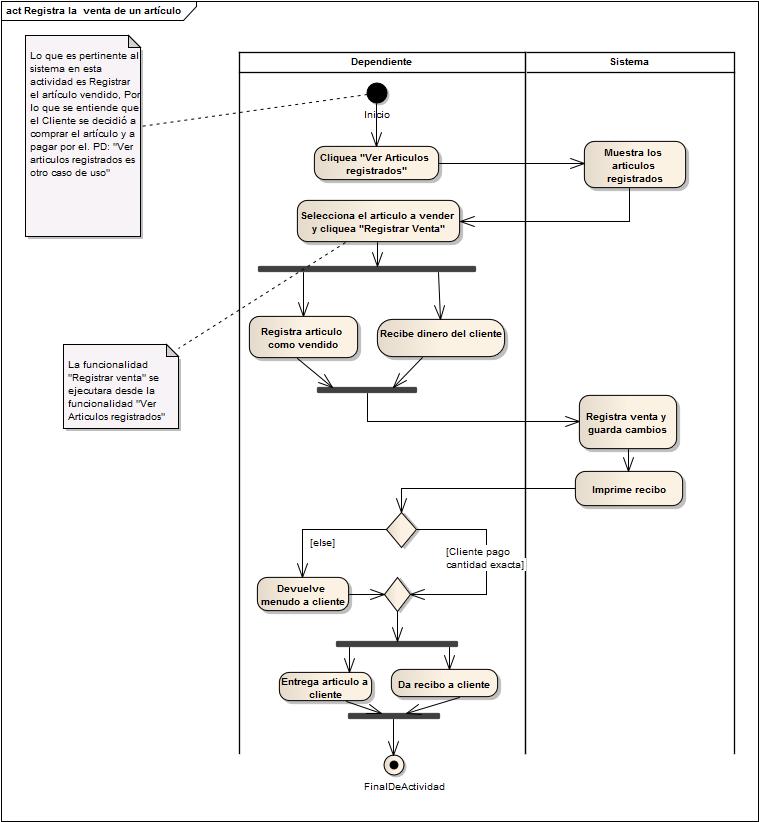 act Registra la  venta de un artículo
Lo que es pertinente al
sistema en esta
actividad es Registrar
el artículo vendido, Por
lo que se entiende que
el Cliente se decidió a
comprar el artículo y a
pagar por el. PD: "Ver
articulos registrados es
otro caso de uso"
Dependiente
Sistema
Inicio
Cliquea "Ver Articulos
registrados"
Muestra los
articulos
registrados
Selecciona el articulo a vender
y cliquea "Registrar Venta"
Registra articulo
como vendido
Recibe dinero del cliente
La funcionalidad
"Registrar venta" se
ejecutara desde la
funcionalidad "Ver
Articulos registrados"
Registra venta y
guarda cambios
Imprime recibo
[else]
[Cliente pago
cantidad exacta]
Devuelve
menudo a cliente
Entrega articulo a
cliente
Da recibo a cliente
FinalDeActividad